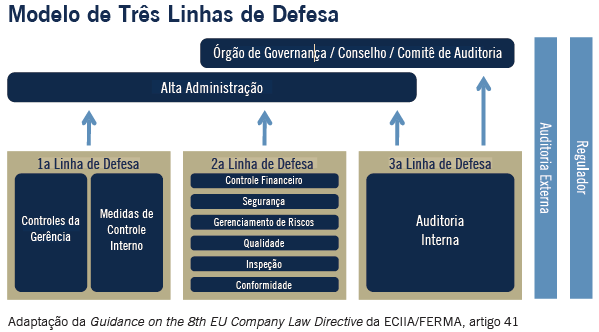 Modelo de Três Linhas de Defesa
Órgão de Governança / Conselho / Comitê de Auditoria
Alta Administração
1a Linha de Defesa
Controles da
Gerência
Medidas de
Controle
Interno
2a Linha de Defesa
Controle Financeiro
Segurança
Gerenciamento de Riscos
Qualidade
Inspeção
Conformidade
3a Linha de Defesa
Auditoria
Interna
Auditoria Externa
Regulador
Adaptação da Guidance on the 8th EU Company Law Directive da ECIIA/FERMA, artigo 41